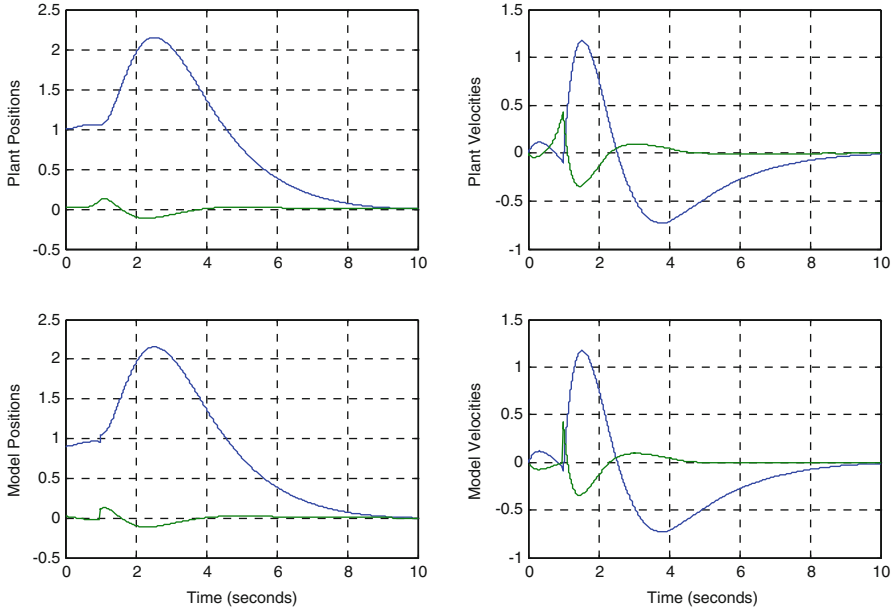 Plant Positions
2.5
2
1.5
1
0.5
0
-0.5
0 2 4 6 8 10
Plant Velocities
1.5
1
0.5
0
-0.5
-1
0 2 4 6 8 10
Model Positions
2.5
2
1.5
1
0.5
0
-0.5
0 2 4 6 8 10
Time (seconds)
Model Velocities
1.5
1
0.5
0
-0.5
-1
0 2 4 6 8 10
Time (seconds)